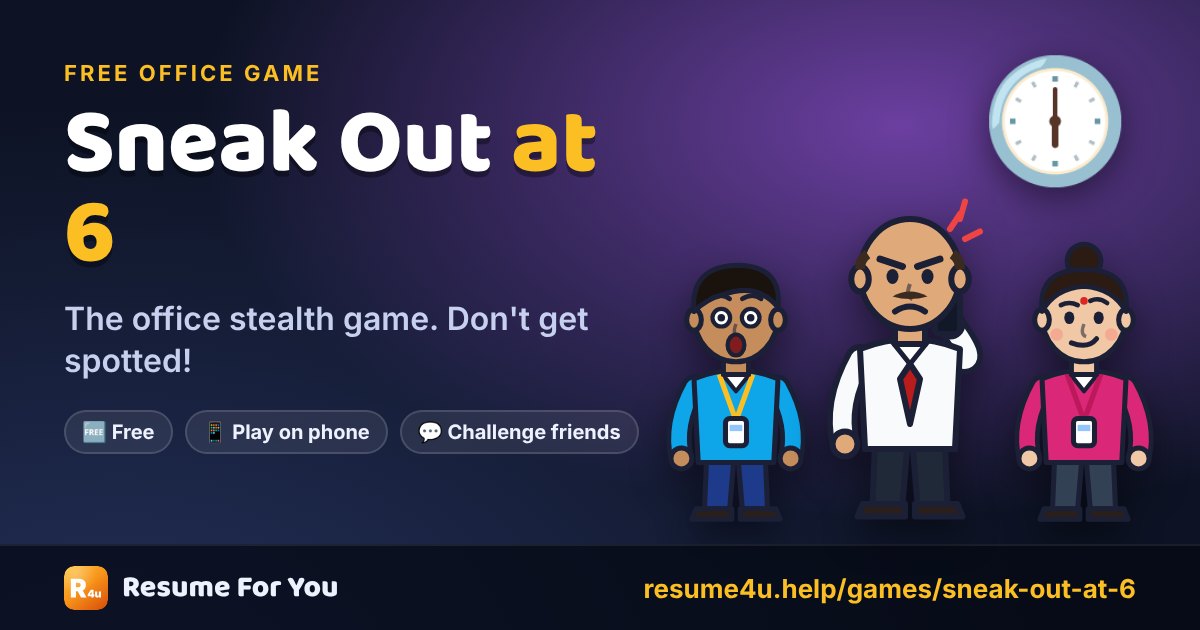 FREE OFFICE GAME
Sneak Out at
6
The office stealth game. Don't get
spotted!
🆓 Free
📱 Play on phone
💬 Challenge friends
R4u Resume For You
resume4u.help/games/sneak-out-at-6